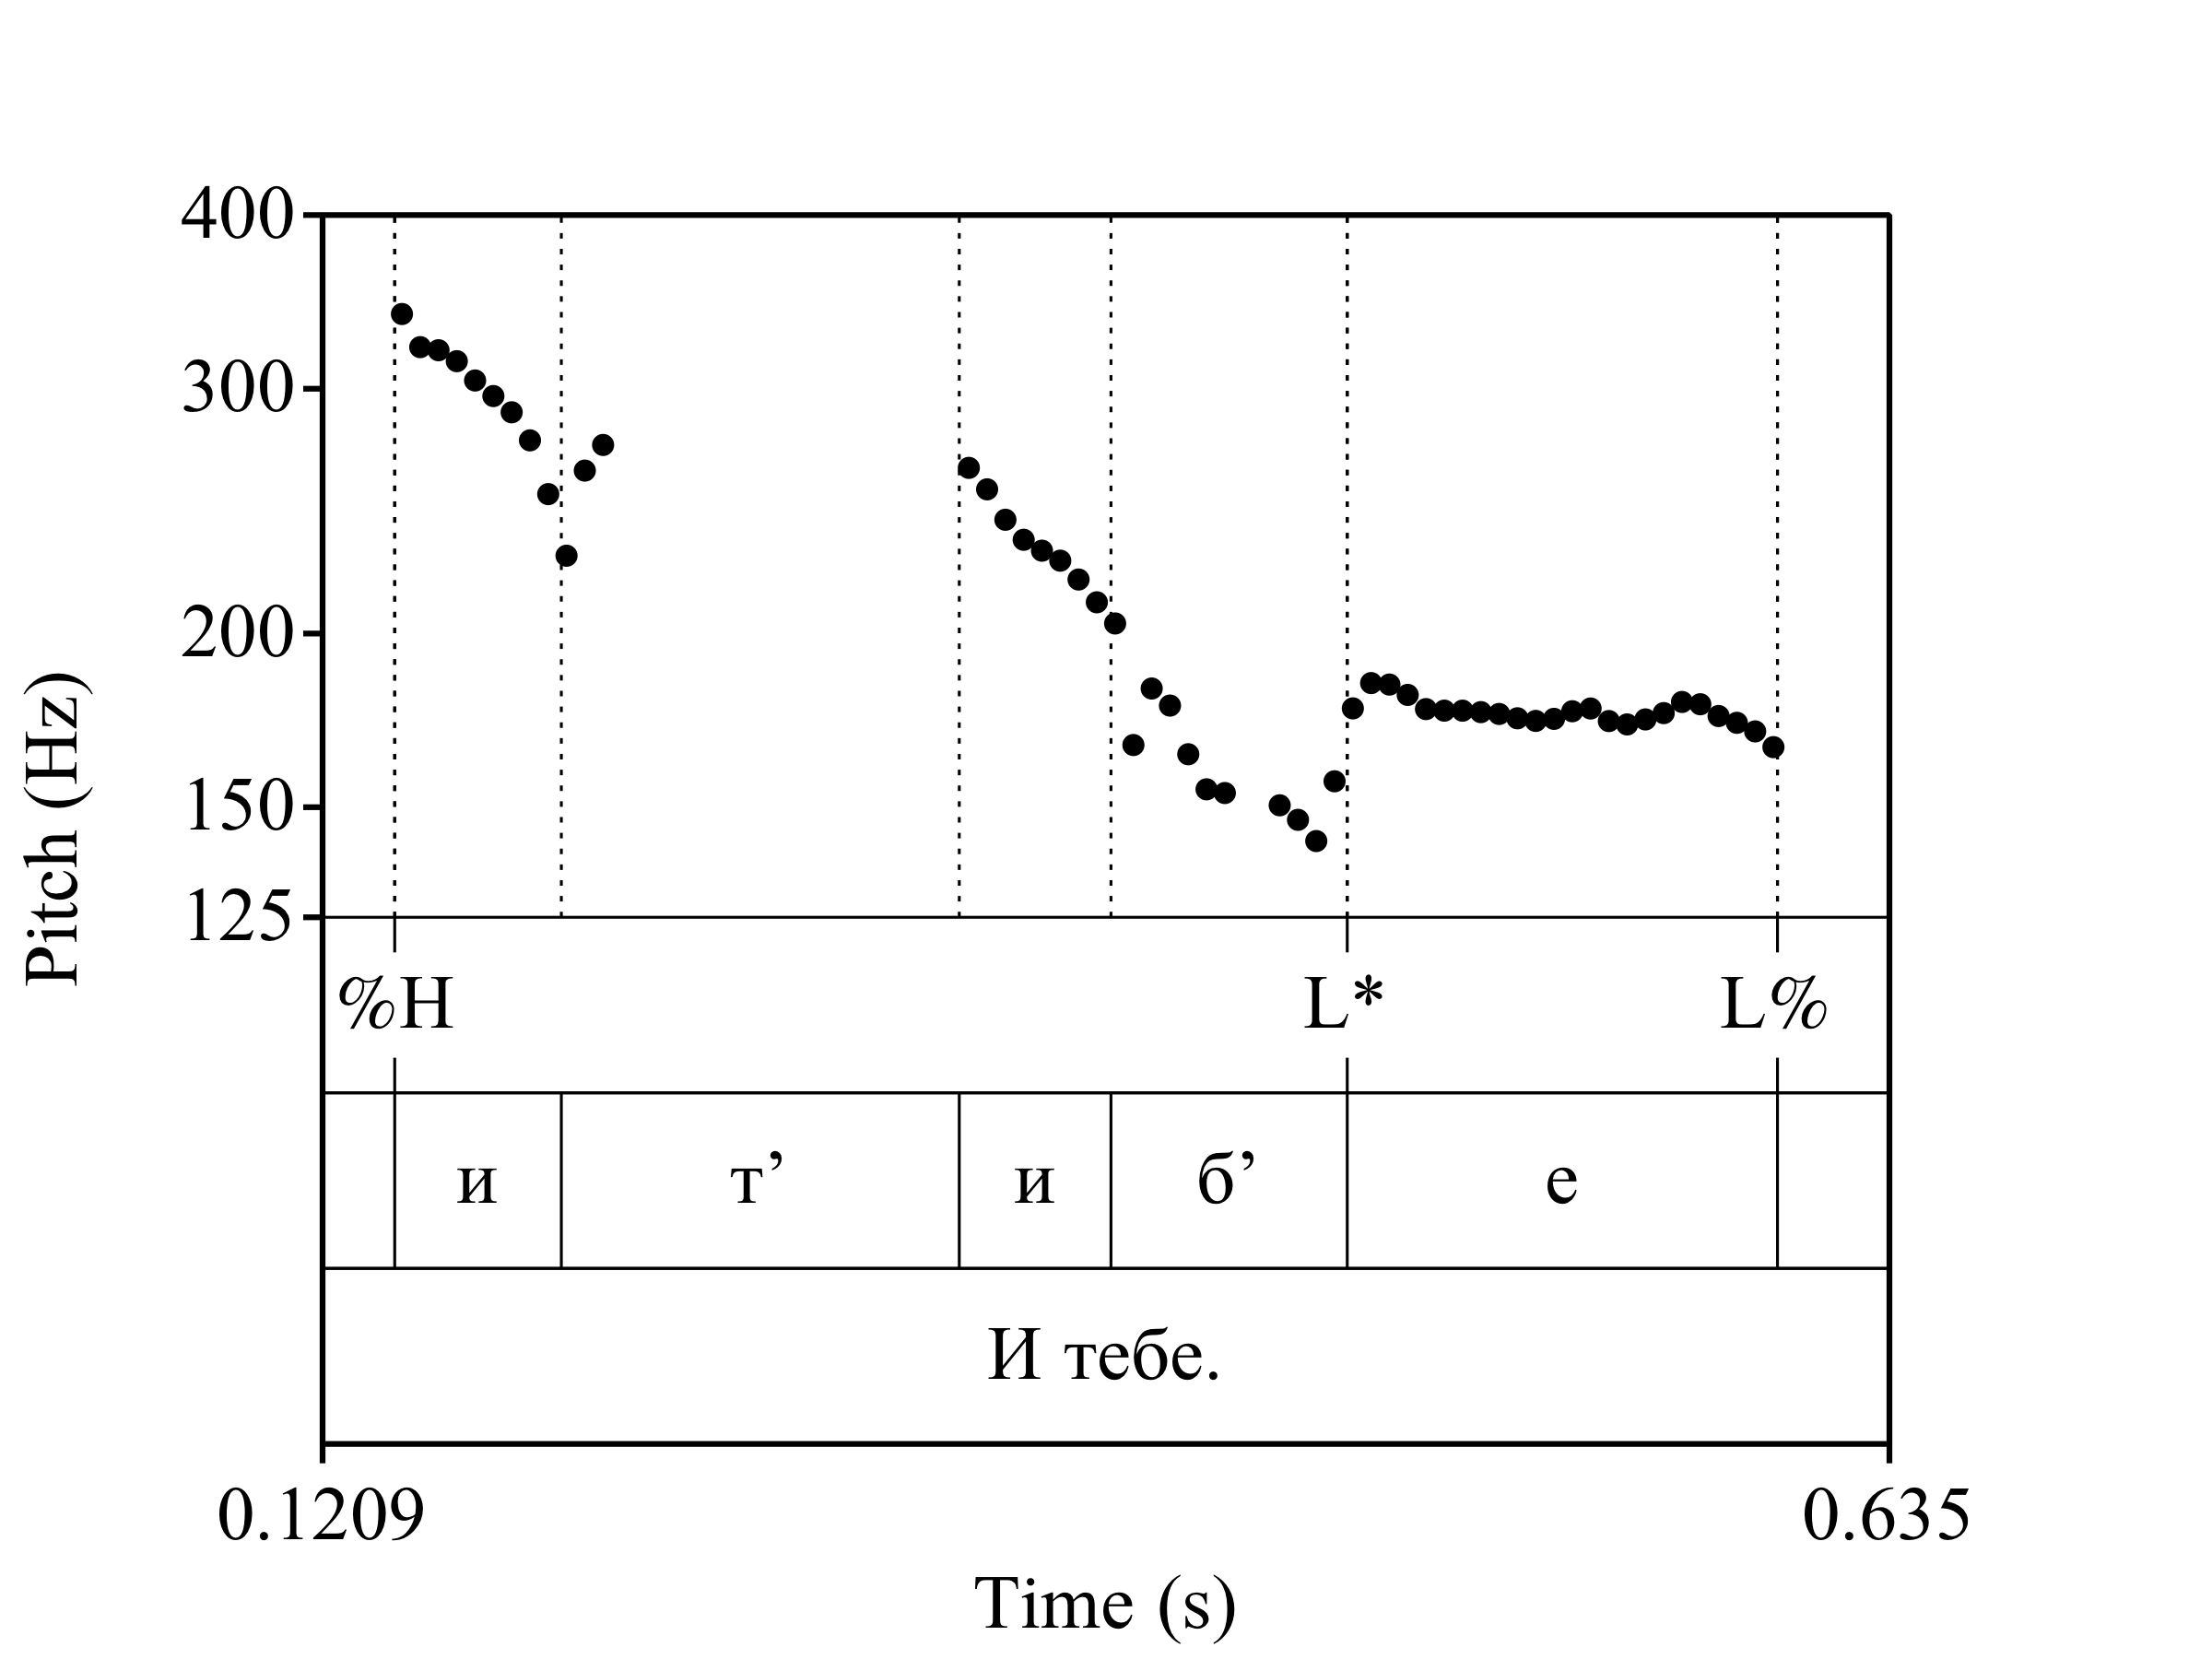 400
300
200
150
125
Pitch (Hz)
%H L* L%
и т’ и б’ е
И тебе.
0.1209 0.635
Time (s)